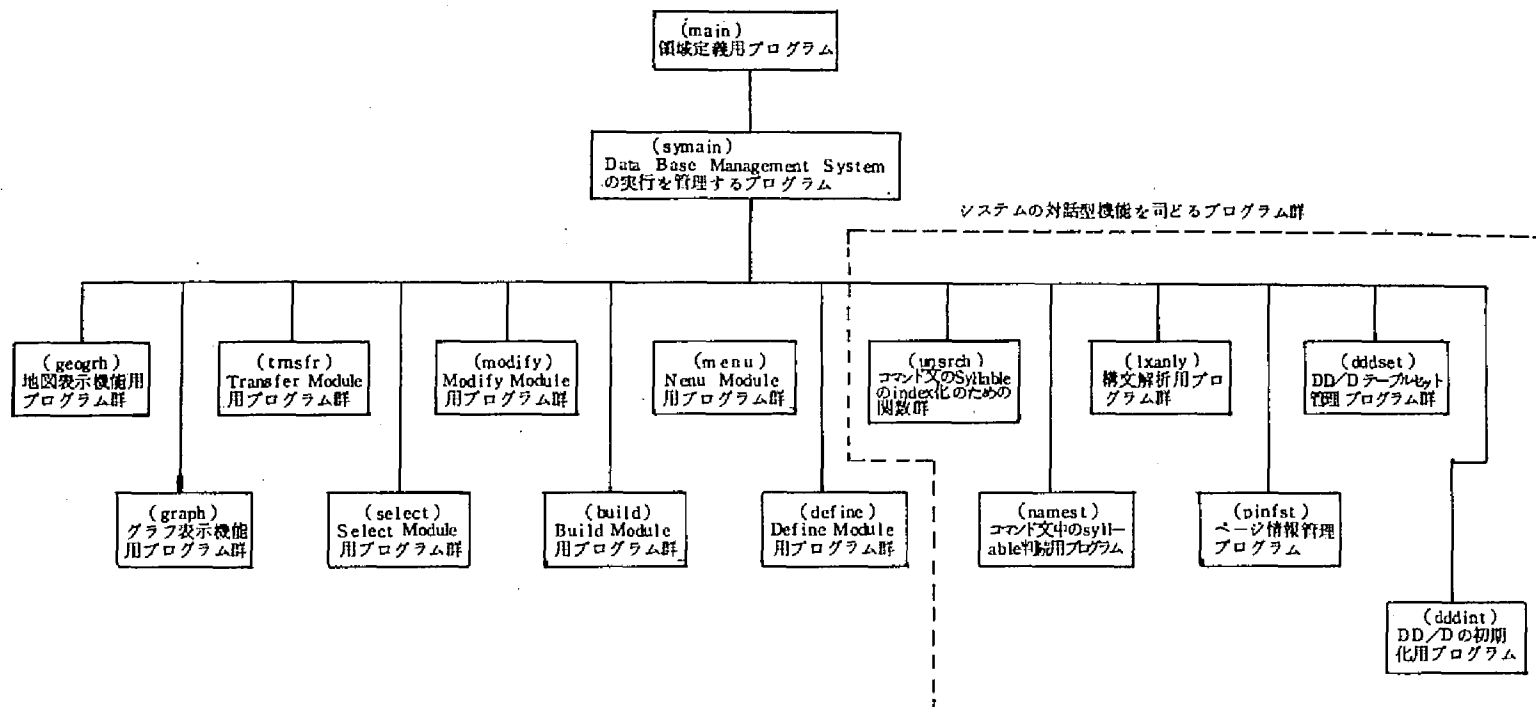 (main)
領域定義用プログラム
(symain)
Data Base Management System
の実行を管理するプログラム
システムの対話型機能を司どるプログラム群
(geogrh)
地図表示機能用
プログラム群
(trnsfr)
Transfer Module
用プログラム群
(modify)
Modify Module
用プログラム群
(menu)
Nenu Module
用プログラム群
(unsrch)
コマンド文のSyllable
のindex化のための
関数群
(lxanly)
構文解析用プロ
グラム群
(dddset)
DD/Dテーブルセット
管理プログラム群
(graph)
グラフ表示機能
用プログラム群
(select)
Select Module
用プログラム群
(build)
Build Module
用プログラム群
(define)
Define Module
用プログラム群
(namest)
コマンド文中のsyll-
able判読用プログラム
(pinfst)
ページ情報管理
プログラム
(dddint)
DD/Dの初期
化用プログラム